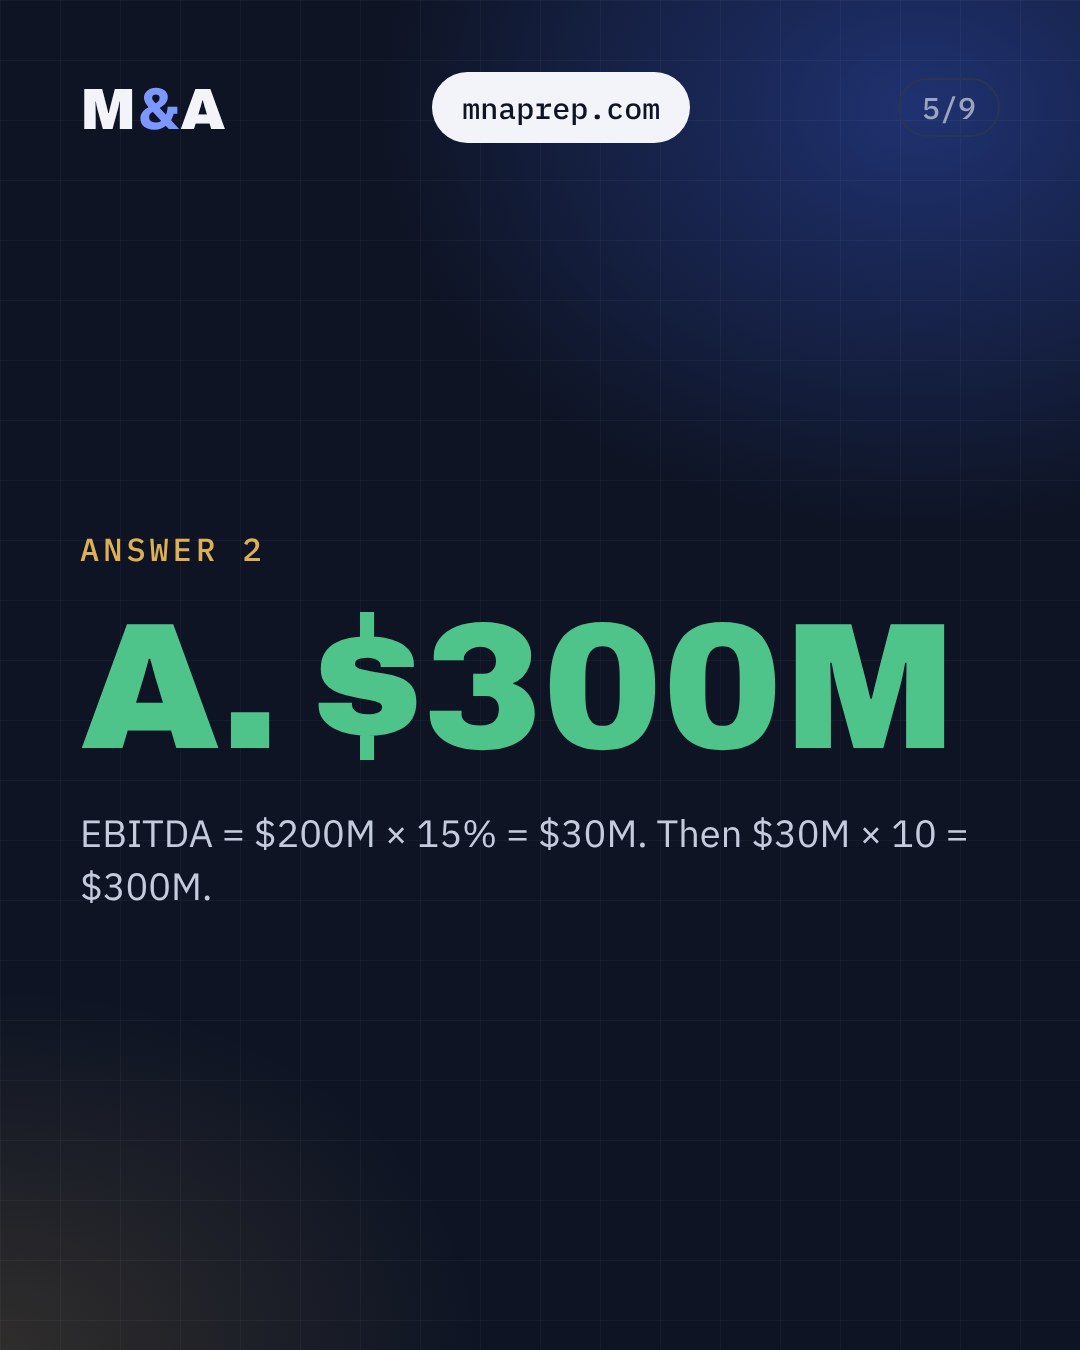 M&A
mnaprep.com
5/9
ANSWER 2
A. $300M
EBITDA = $200M × 15% = $30M. Then $30M × 10 =
$300M.